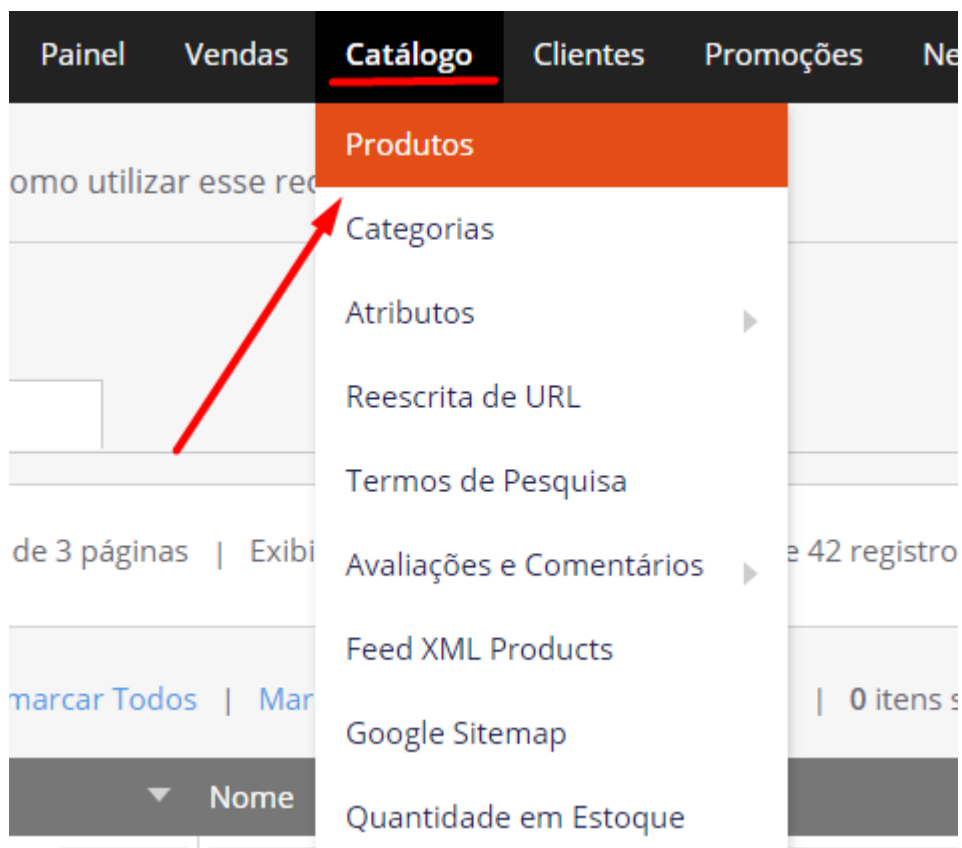 Painel Vendas Catálogo Clientes Promoções Ne
Produtos
omo utilizar esse rec
Categorias
Atributos
Reescrita de URL
Termos de Pesquisa
de 3 páginas | Exibi
Avaliações e Comentários
e 42 registro
Feed XML Products
marcar Todos | Mar
| 0 itens s
Google Sitemap
Nome
Quantidade em Estoque